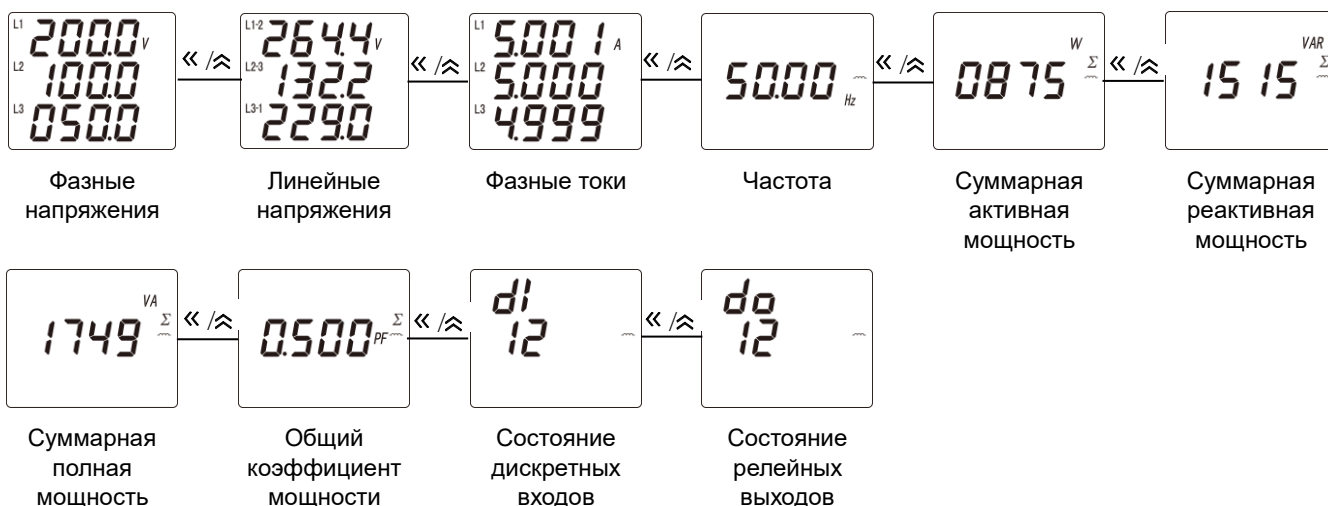 L1 200.0 V
L2 100.0
L3 050.0
« /
L1-2 264.4 V
L2-3 132.2
L3-1 229.0
« /
L1 5.001 A
L2 5.000
L3 4.999
« /
50.00 Hz
« /
W
0875 Σ
« /
VAR
1515 Σ
Фазные
напряжения
Линейные
напряжения
Фазные токи
Частота
Суммарная
активная
мощность
Суммарная
реактивная
мощность
VA
1749 Σ
« /
0.500 PF Σ
« /
dI
12
« /
do
12
Суммарная
полная
мощность
Общий
коэффициент
мощности
Состояние
дискретных
входов
Состояние
релейных
выходов